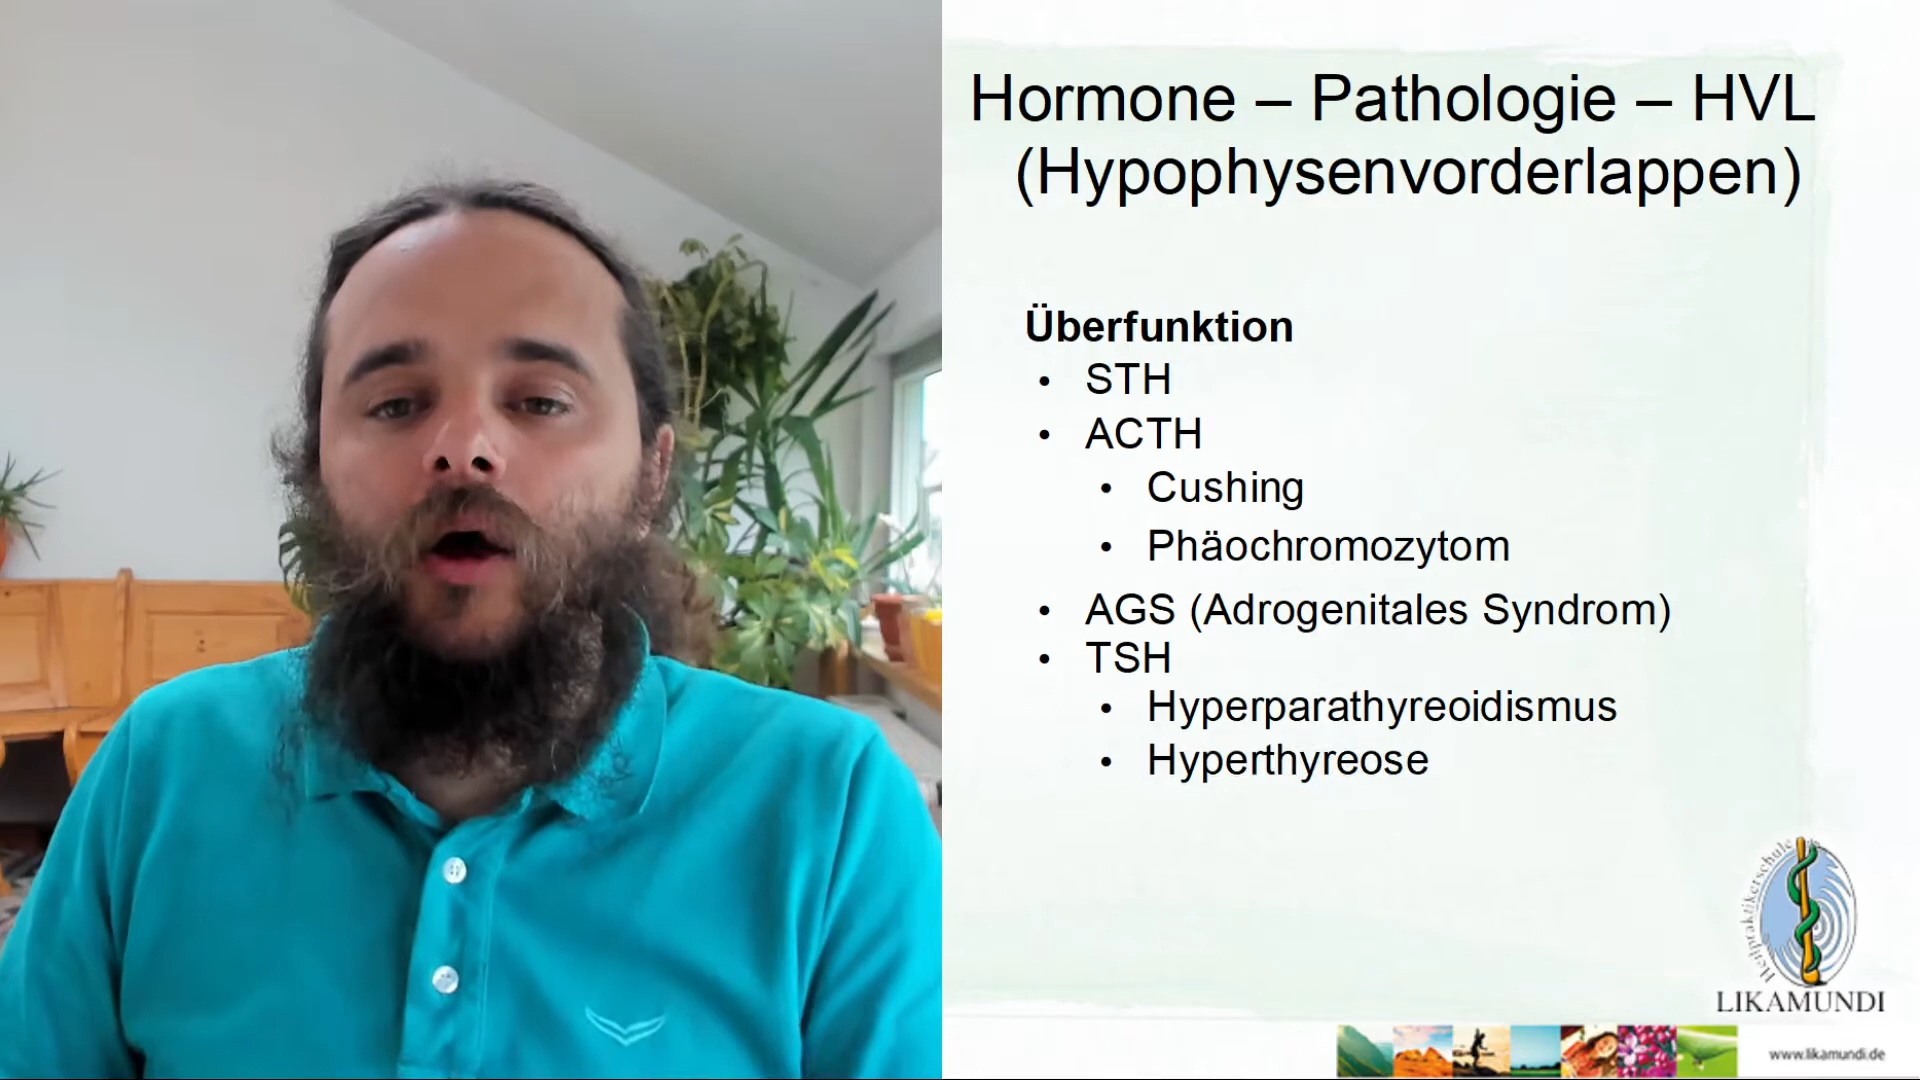 Hormone – Pathologie – HVL
(Hypophysenvorderlappen)
Überfunktion
• STH
• ACTH
• Cushing
• Phäochromozytom
• AGS (Adrogenitales Syndrom)
• TSH
• Hyperparathyreoidismus
• Hyperthyreose
Heilpraktikerschule
LIKAMUNDI
www.likamundi.de